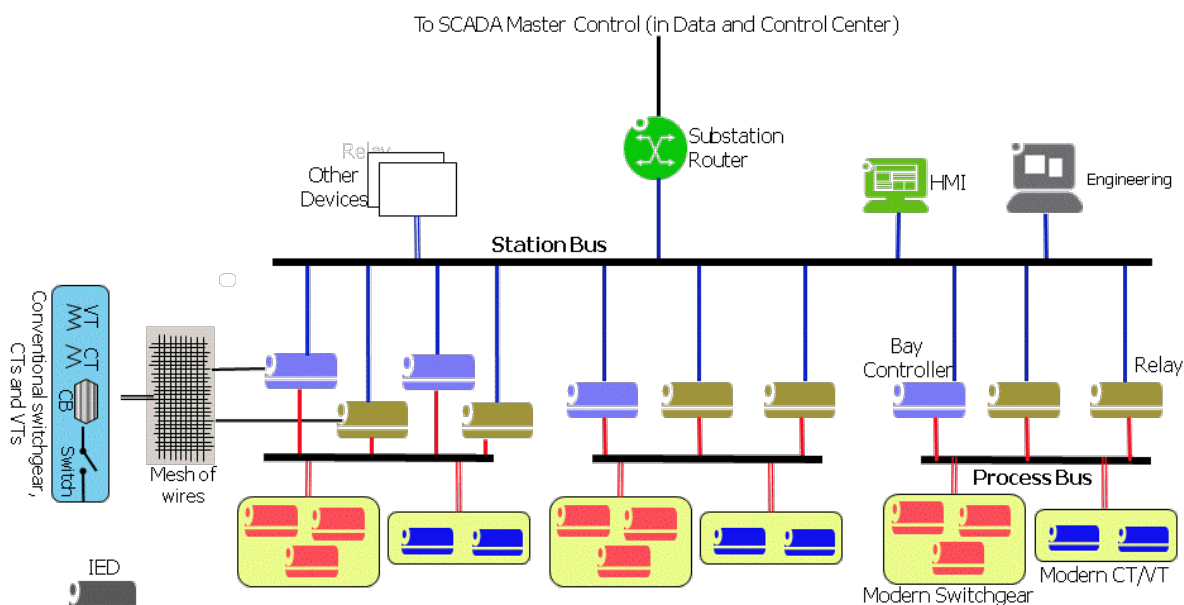 To SCADA Master Control (in Data and Control Center)
Substation
Router
Relay
Other
Devices
HMI
Engineering
Station Bus
VT
CT
CB
Switch
Conventional switchgear,
CTs and VTs
Mesh of
wires
Bay
Controller
Relay
Process Bus
Modern CT/VT
Modern Switchgear
IED